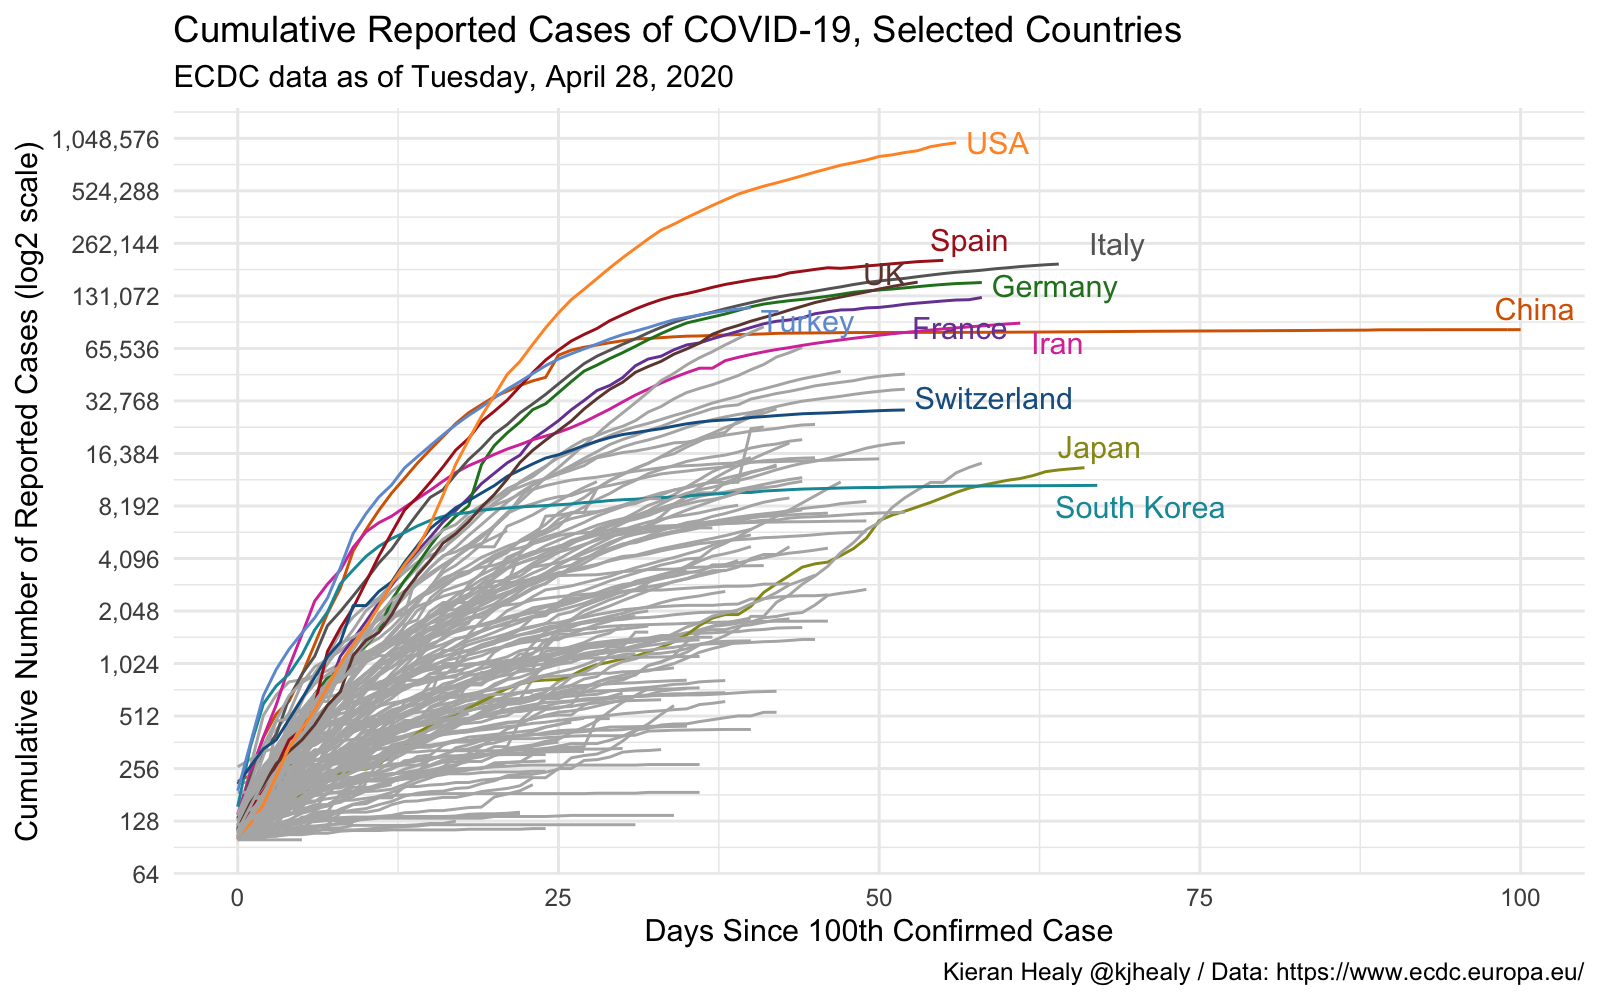 Cumulative Reported Cases of COVID-19, Selected Countries
ECDC data as of Tuesday, April 28, 2020
Cumulative Number of Reported Cases (log2 scale)
1,048,576
524,288
262,144
131,072
65,536
32,768
16,384
8,192
4,096
2,048
1,024
512
256
128
64
USA
Spain
Italy
UK
Germany
China
Turkey
France
Iran
Switzerland
Japan
South Korea
0
25
50
75
100
Days Since 100th Confirmed Case
Kieran Healy @kjhealy / Data: https://www.ecdc.europa.eu/